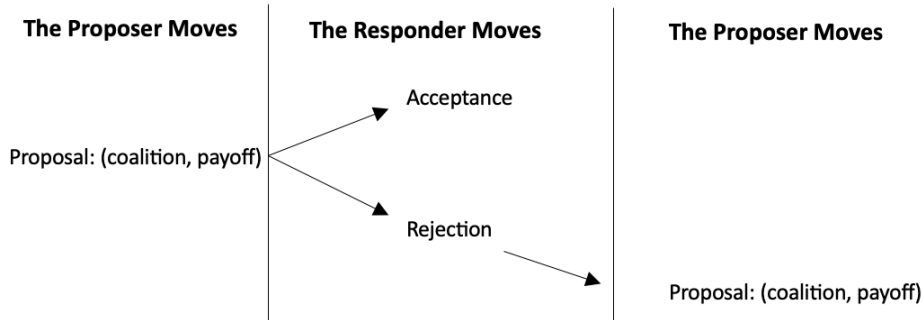 The Proposer Moves
The Responder Moves
The Proposer Moves
Acceptance
Proposal: (coalition, payoff)
Rejection
Proposal: (coalition, payoff)